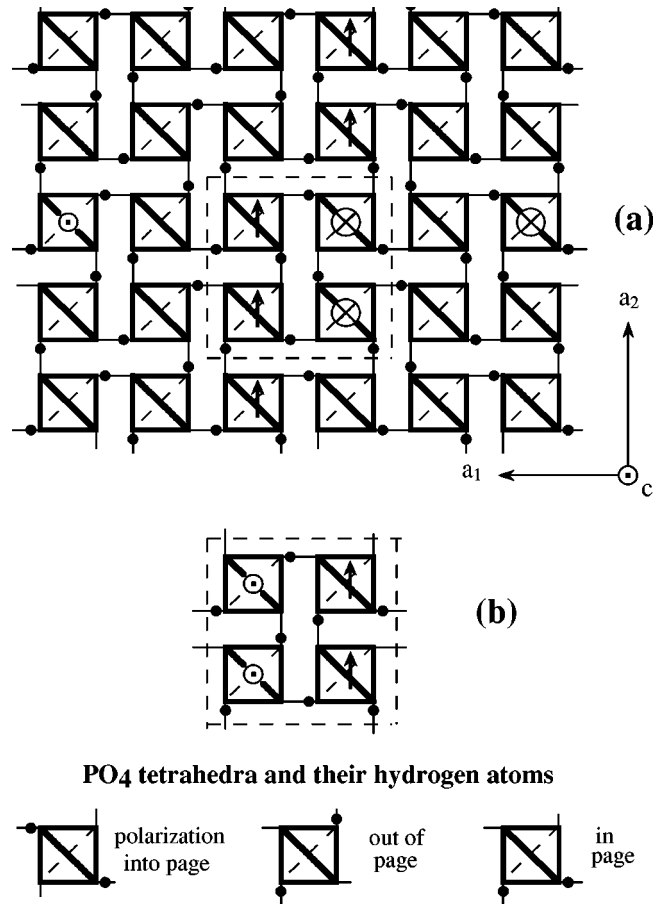 (a)
a2
a1
c
(b)
PO4 tetrahedra and their hydrogen atoms
polarization
into page
out of
page
in
page